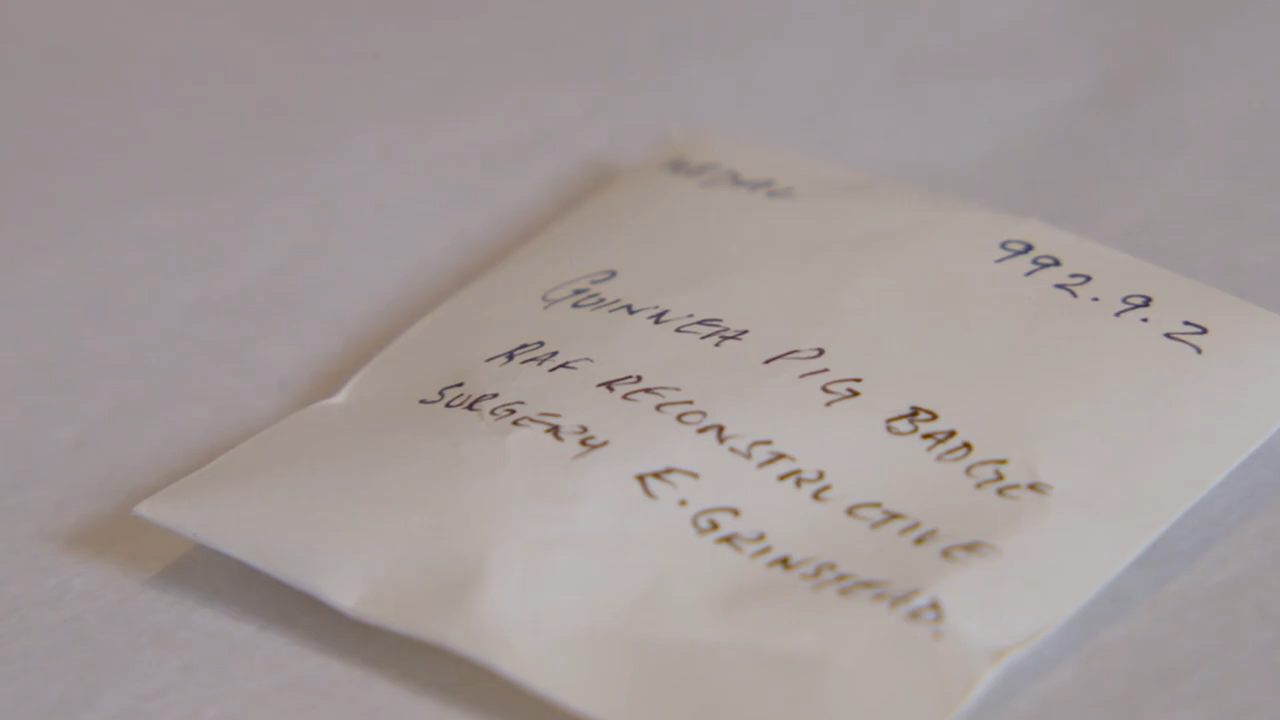 992.9.2
GUINNEA PIG BADGE
RAF RECONSTRUCTIVE
SURGERY E. GRINSTEAD.